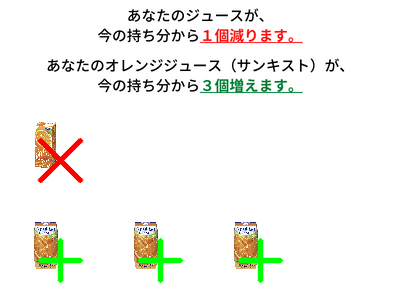 あなたのジュースが、
今の持ち分から１個減ります。
あなたのオレンジジュース（サンキスト）が、
今の持ち分から３個増えます。